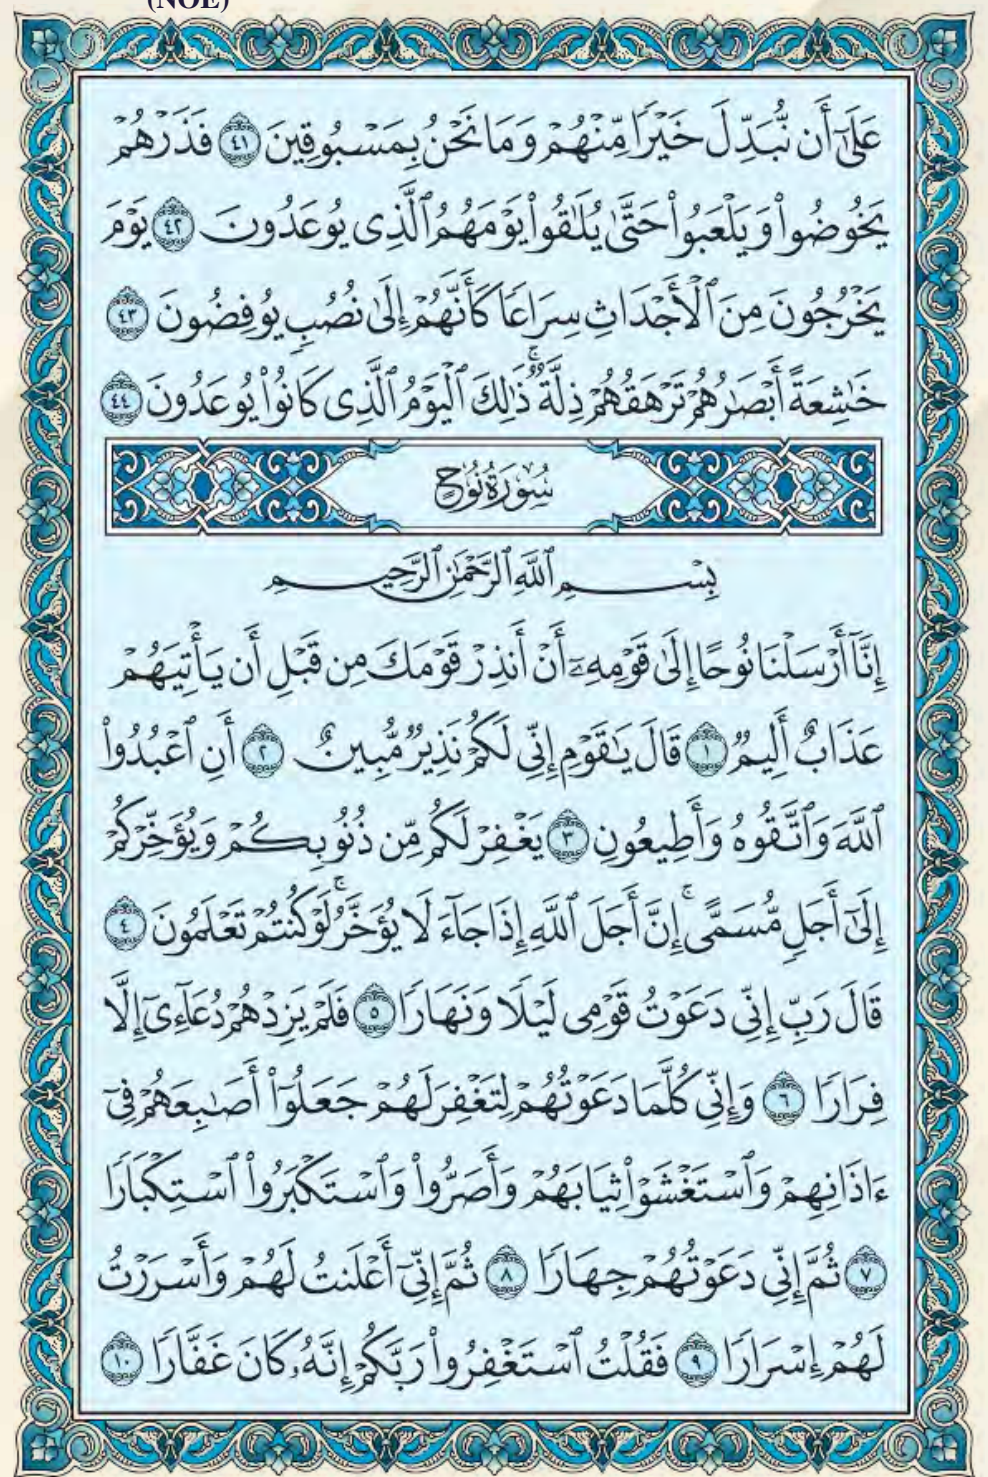 (NOE)
عَلَىٰٓ أَن نُّبَدِّلَ خَيْرًا مِّنْهُمْ وَمَا نَحْنُ بِمَسْبُوقِينَ ٤١ فَذَرْهُمْ
يَخُوضُوا۟ وَيَلْعَبُوا۟ حَتَّىٰ يُلَـٰقُوا۟ يَوْمَهُمُ ٱلَّذِى يُوعَدُونَ ٤٢ يَوْمَ
يَخْرُجُونَ مِنَ ٱلْأَجْدَاثِ سِرَاعًا كَأَنَّهُمْ إِلَىٰ نُصُبٍ يُوفِضُونَ ٤٣
خَـٰشِعَةً أَبْصَـٰرُهُمْ تَرْهَقُهُمْ ذِلَّةٌ ۚ ذَٰلِكَ ٱلْيَوْمُ ٱلَّذِى كَانُوا۟ يُوعَدُونَ ٤٤
سُورَةُ نُوحٍ
بِسْمِ ٱللَّهِ ٱلرَّحْمَـٰنِ ٱلرَّحِيمِ
إِنَّآ أَرْسَلْنَا نُوحًا إِلَىٰ قَوْمِهِۦٓ أَنْ أَنذِرْ قَوْمَكَ مِن قَبْلِ أَن يَأْتِيَهُمْ
عَذَابٌ أَلِيمٌ ١ قَالَ يَـٰقَوْمِ إِنِّى لَكُمْ نَذِيرٌ مُّبِينٌ ٢ أَنِ ٱعْبُدُوا۟
ٱللَّهَ وَٱتَّقُوهُ وَأَطِيعُونِ ٣ يَغْفِرْ لَكُم مِّن ذُنُوبِكُمْ وَيُؤَخِّرْكُمْ
إِلَىٰٓ أَجَلٍ مُّسَمًّى ۚ إِنَّ أَجَلَ ٱللَّهِ إِذَا جَآءَ لَا يُؤَخَّرُ ۖ لَوْ كُنتُمْ تَعْلَمُونَ ٤
قَالَ رَبِّ إِنِّى دَعَوْتُ قَوْمِى لَيْلًا وَنَهَارًا ٥ فَلَمْ يَزِدْهُمْ دُعَآءِىٓ إِلَّا
فِرَارًا ٦ وَإِنِّى كُلَّمَا دَعَوْتُهُمْ لِتَغْفِرَ لَهُمْ جَعَلُوٓا۟ أَصَـٰبِعَهُمْ فِىٓ
ءَاذَانِهِمْ وَٱسْتَغْشَوْا۟ ثِيَابَهُمْ وَأَصَرُّوا۟ وَٱسْتَكْبَرُوا۟ ٱسْتِكْبَارًا
٧ ثُمَّ إِنِّى دَعَوْتُهُمْ جِهَارًا ٨ ثُمَّ إِنِّىٓ أَعْلَنتُ لَهُمْ وَأَسْرَرْتُ
لَهُمْ إِسْرَارًا ٩ فَقُلْتُ ٱسْتَغْفِرُوا۟ رَبَّكُمْ إِنَّهُۥ كَانَ غَفَّارًا ١٠